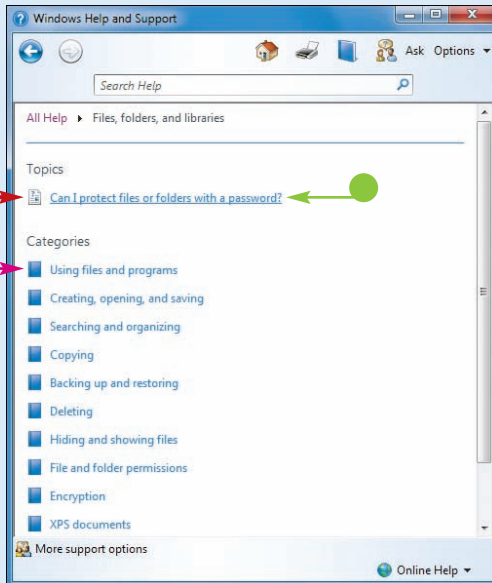 Windows Help and Support
Ask Options
Search Help
All Help Files, folders, and libraries
Topics
Can I protect files or folders with a password?
Categories
Using files and programs
Creating, opening, and saving
Searching and organizing
Copying
Backing up and restoring
Deleting
Hiding and showing files
File and folder permissions
Encryption
XPS documents
More support options
Online Help